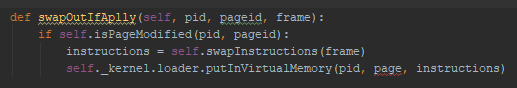 def swapOutIfAplly(self, pid, pageid, frame):
if self.isPageModified(pid, pageid):
instructions = self.swapInstructions(frame)
self._kernel.loader.putInVirtualMemory(pid, page, instructions)